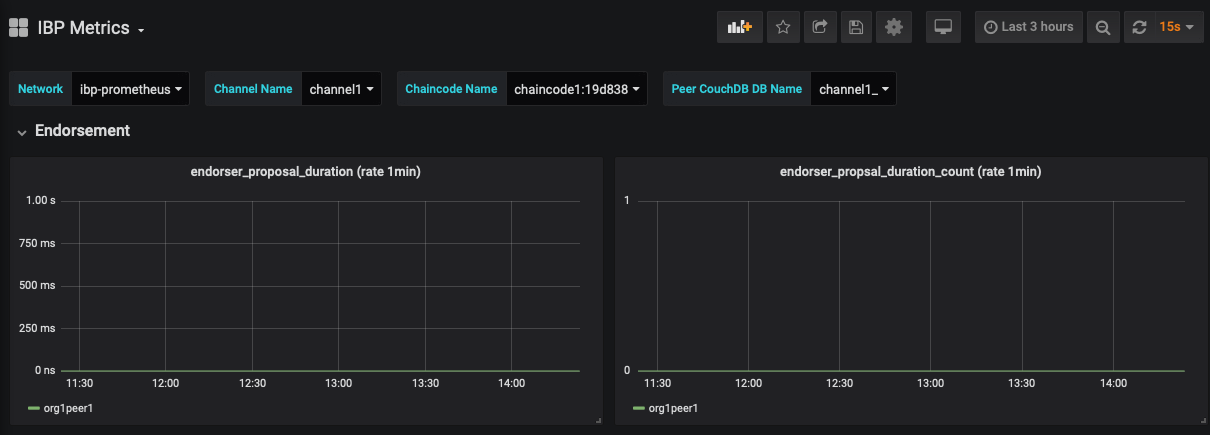 IBP Metrics
Last 3 hours 15s
Network ibp-prometheus Channel Name channel1 Chaincode Name chaincode1:19d838 Peer CouchDB DB Name channel1_
Endorsement
endorser_proposal_duration (rate 1min)
1.00 s
750 ms
500 ms
250 ms
0 ns
11:30 12:00 12:30 13:00 13:30 14:00
org1peer1
endorser_propsal_duration_count (rate 1min)
1
0
11:30 12:00 12:30 13:00 13:30 14:00
org1peer1